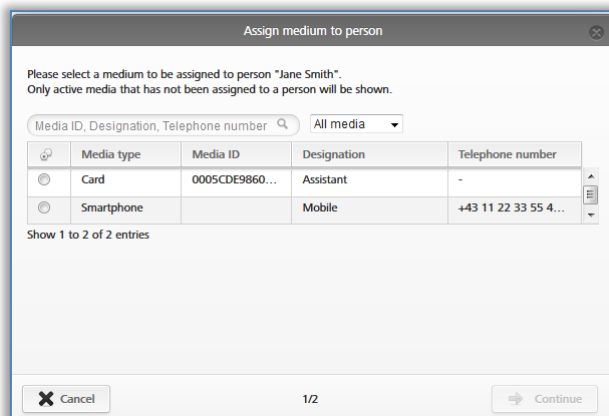 Assign medium to person
Please select a medium to be assigned to person "Jane Smith".
Only active media that has not been assigned to a person will be shown.
Media ID, Designation, Telephone number All media
Media type Media ID Designation Telephone number
Card 0005CDE9860... Assistant -
Smartphone Mobile +43 11 22 33 55 4...
Show 1 to 2 of 2 entries
Cancel 1/2 Continue